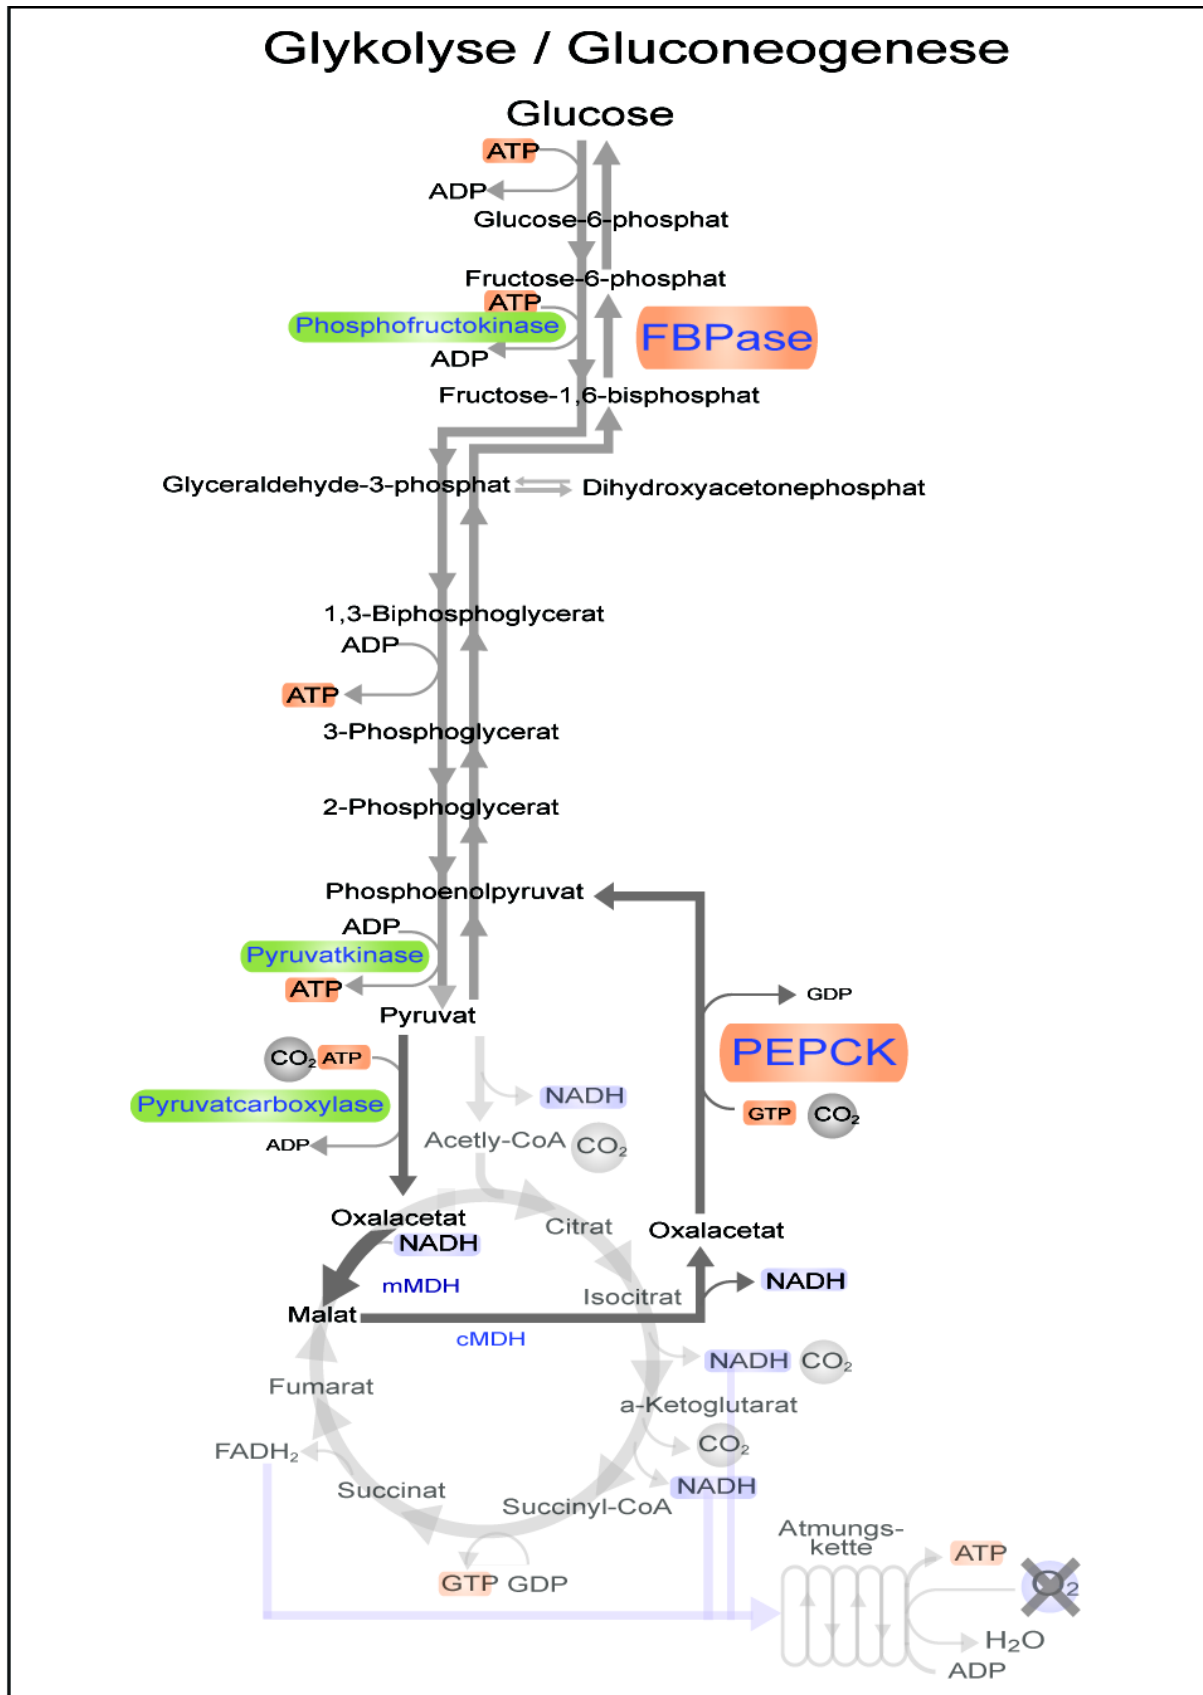 Glykolyse / Gluconeogenese
Glucose
ATP
ADP
Glucose-6-phosphat
Fructose-6-phosphat
ATP
Phosphofructokinase
FBPase
ADP
Fructose-1,6-bisphosphat
Glyceraldehyde-3-phosphat
Dihydroxyacetonephosphat
1,3-Biphosphoglycerat
ADP
ATP
3-Phosphoglycerat
2-Phosphoglycerat
Phosphoenolpyruvat
ADP
Pyruvatkinase
ATP
GDP
Pyruvat
PEPCK
CO₂ ATP
NADH
Pyruvatcarboxylase
GTP CO₂
ADP
Acetly-CoA CO₂
Oxalacetat
Citrat
Oxalacetat
NADH
mMDH
NADH
Isocitrat
Malat
cMDH
NADH CO₂
Fumarat
a-Ketoglutarat
CO₂
FADH₂
NADH
Succinat
Succinyl-CoA
Atmungs-
kette
ATP
GTP GDP
O₂
H₂O
ADP